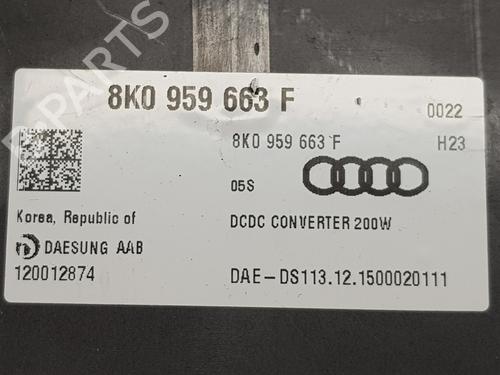 8K0 959 663 F
0022
8K0 959 663 F
H23
05S
Korea, Republic of
DCDC CONVERTER 200W
DAESUNG AAB
120012874
DAE-DS113.12.1500020111